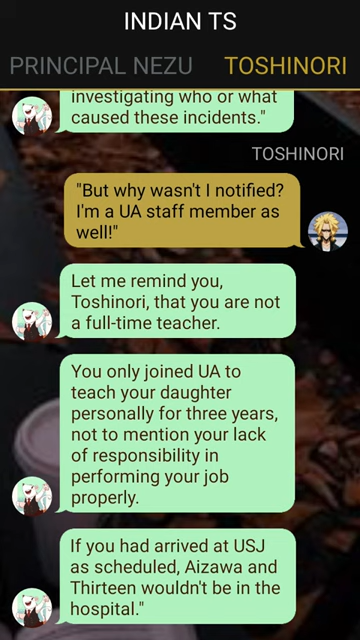 INDIAN TS
PRINCIPAL NEZU TOSHINORI
investigating who or what
caused these incidents."
TOSHINORI
"But why wasn't I notified?
I'm a UA staff member as
well!"
Let me remind you,
Toshinori, that you are not
a full-time teacher.
You only joined UA to
teach your daughter
personally for three years,
not to mention your lack
of responsibility in
performing your job
properly.
If you had arrived at USJ
as scheduled, Aizawa and
Thirteen wouldn't be in the
hospital."